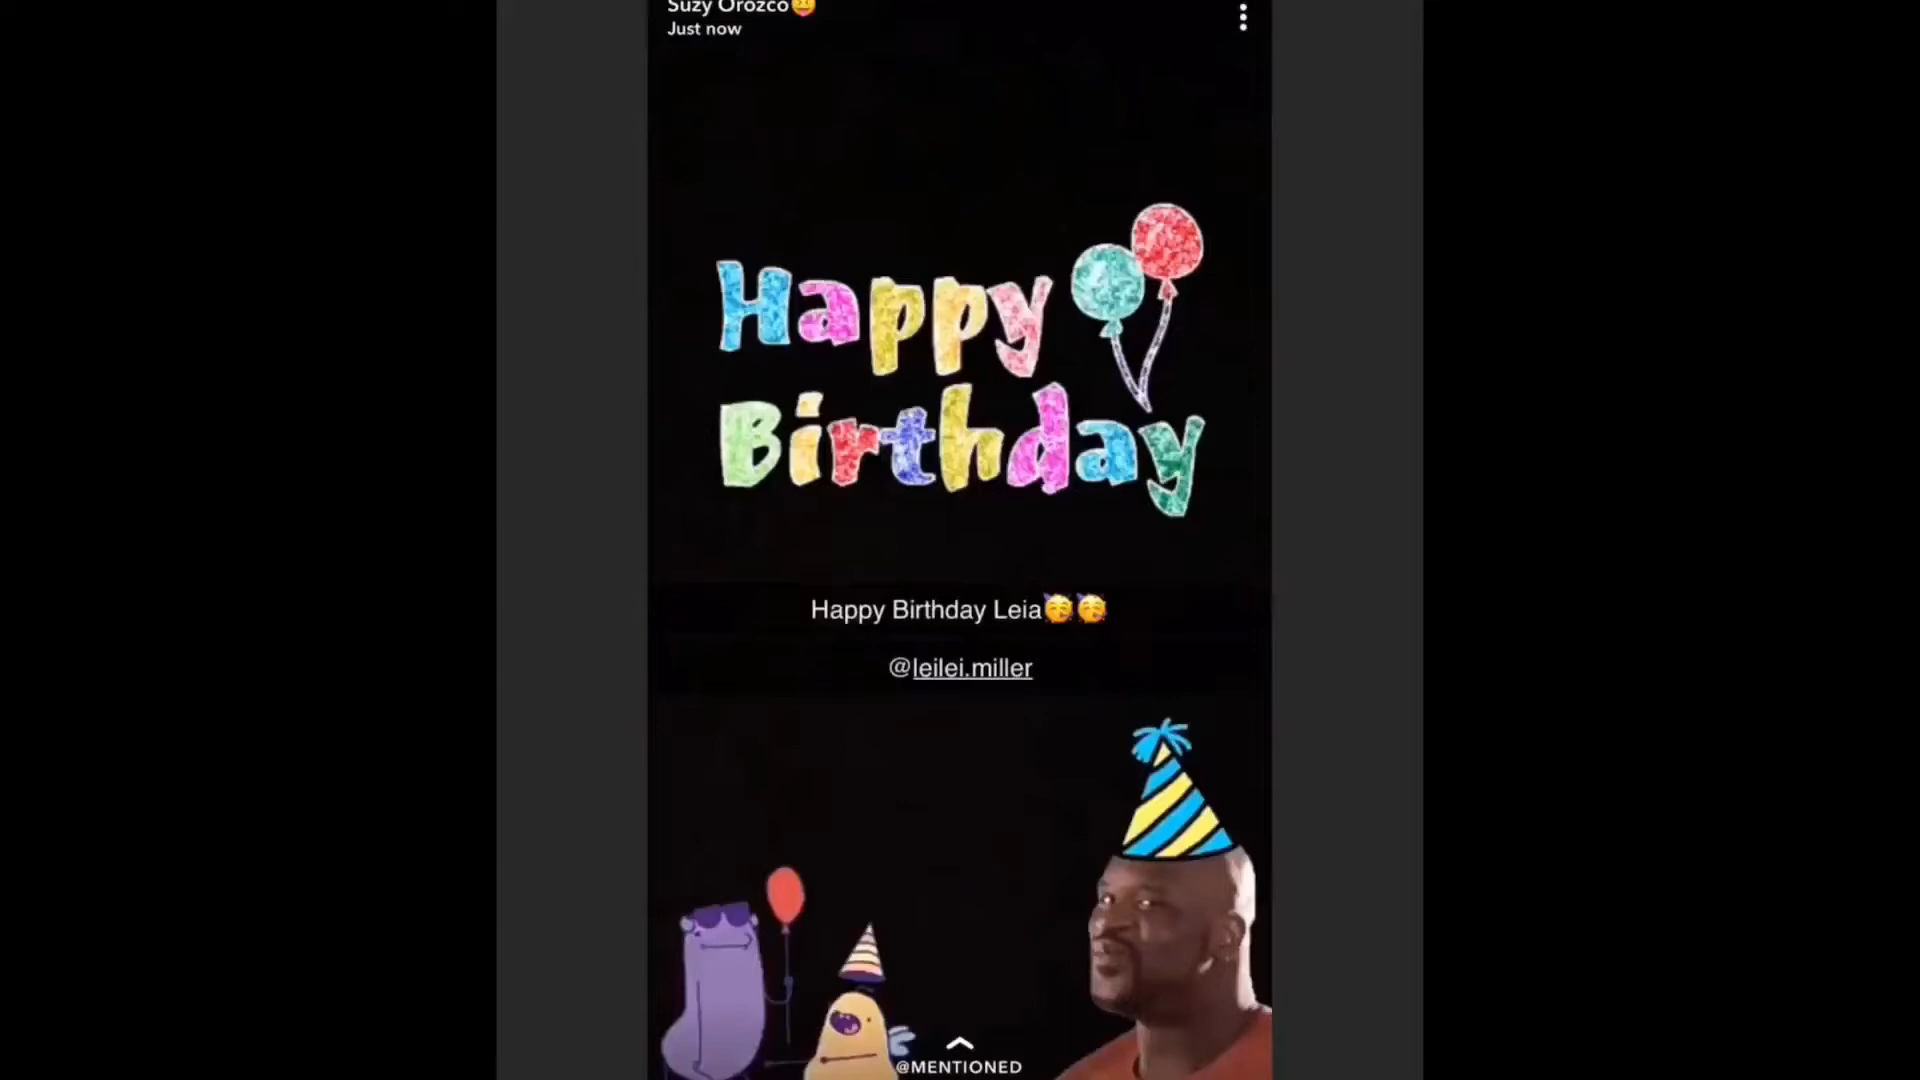 Suzy Orozco😝
Just now
Happy
Birthday
Happy Birthday Leia🥳🥳
@leilei.miller
@MENTIONED